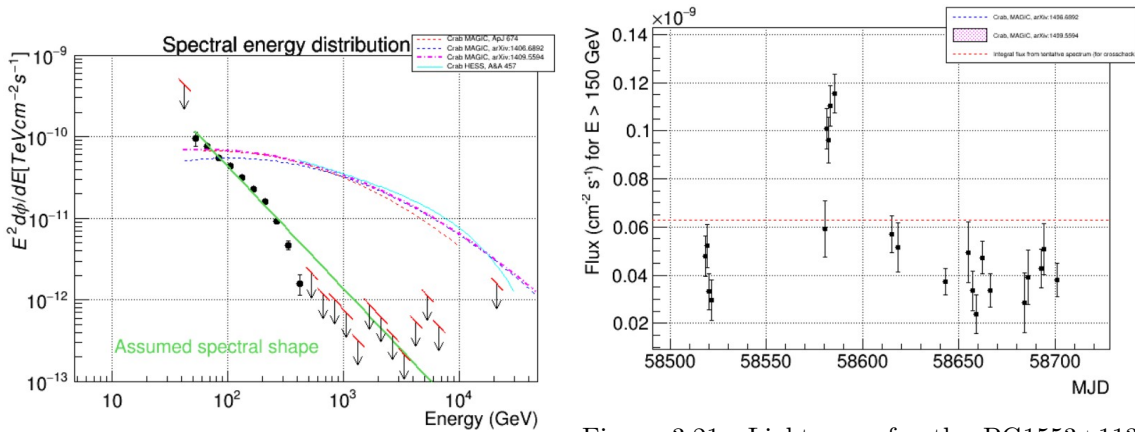 Spectral energy distribution
Crab MAGIC, ApJ 674
Crab MAGIC, arXiv:1406.6892
Crab MAGIC, arXiv:1409.5594
Crab HESS, A&A 457
E² dϕ/dE[TeVcm⁻²s⁻¹]
10⁻⁹
10⁻¹⁰
10⁻¹¹
10⁻¹²
10⁻¹³
Assumed spectral shape
10 10² 10³ 10⁴
Energy (GeV)
×10⁻⁹
Crab, MAGIC, arXiv:1406.6892
Crab, MAGIC, arXiv:1409.5594
Integral flux from tentative spectrum (for crosscheck
Flux (cm⁻² s⁻¹) for E > 150 GeV
0.14
0.12
0.1
0.08
0.06
0.04
0.02
58500 58550 58600 58650 58700
MJD